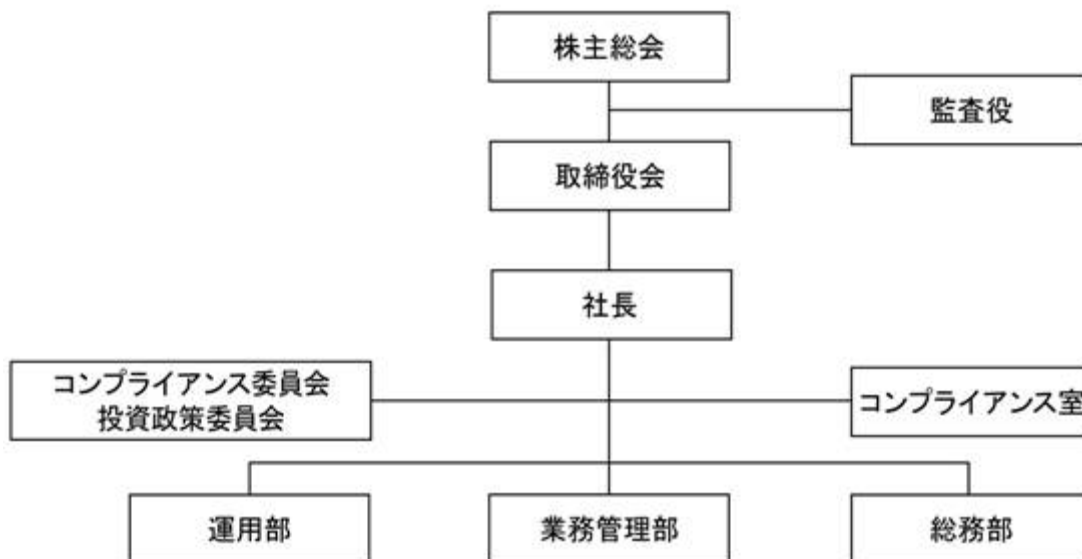 株主総会
監査役
取締役会
社長
コンプライアンス委員会
投資政策委員会
コンプライアンス室
運用部
業務管理部
総務部